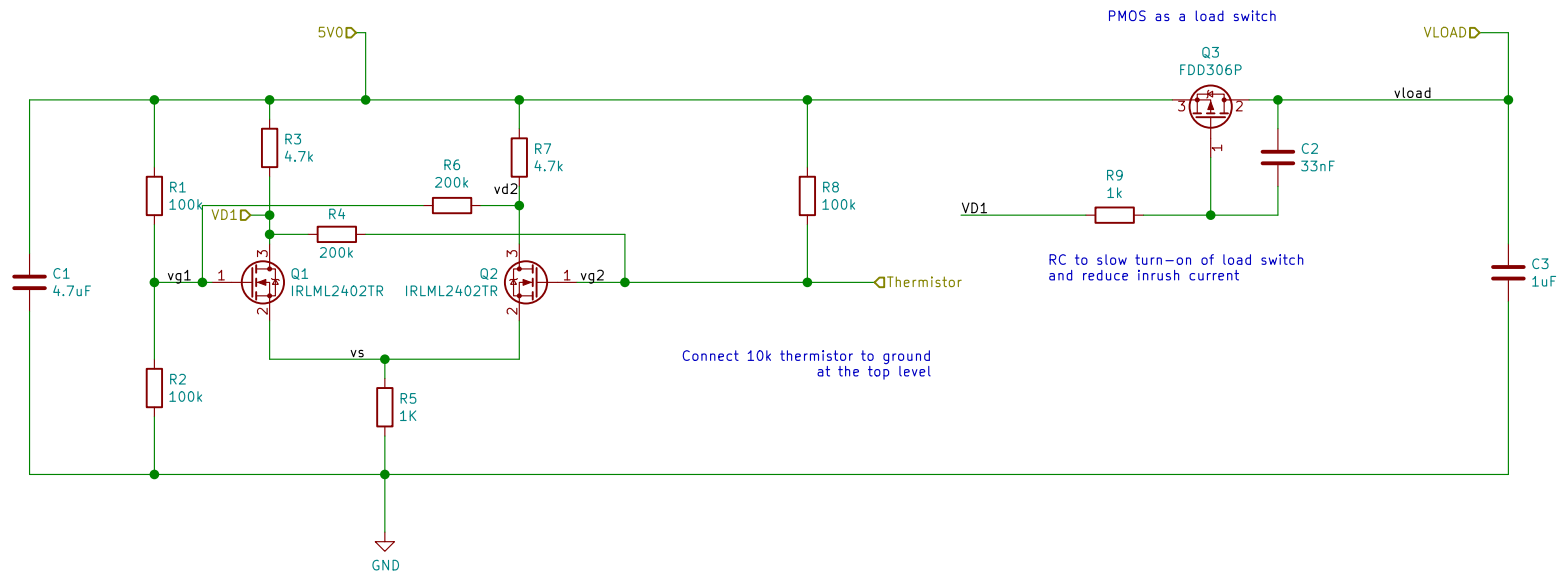 PMOS as a load switch
5V0
VLOAD
Q3
FDD306P
vload
3
2
1
R3
4.7k
R7
4.7k
C2
33nF
R6
200k
R9
1k
R1
100k
vd2
R8
100k
VD1
R4
200k
VD1
3
3
RC to slow turn-on of load switch
and reduce inrush current
vg1
1
Q1
IRLML2402TR
Q2
IRLML2402TR
1
vg2
Thermistor
C1
4.7uF
C3
1uF
2
2
vs
Connect 10k thermistor to ground
at the top level
R2
100k
R5
1K
GND